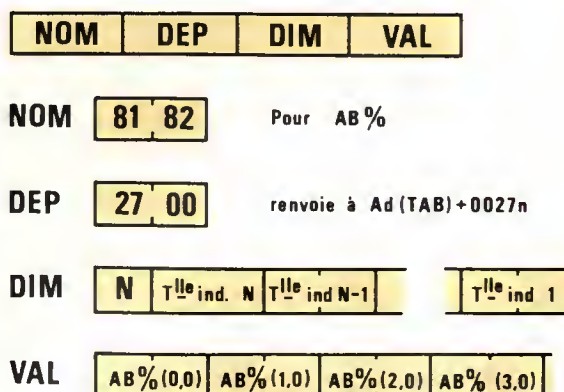 NOM DEP DIM VAL
NOM 81 82 Pour AB%
DEP 27 00 renvoie à Ad (TAB) + 0027n
DIM N Tlle ind. N Tlle ind N-1 Tlle ind 1
VAL AB%(0,0) AB%(1,0) AB%(2,0) AB% (3,0)